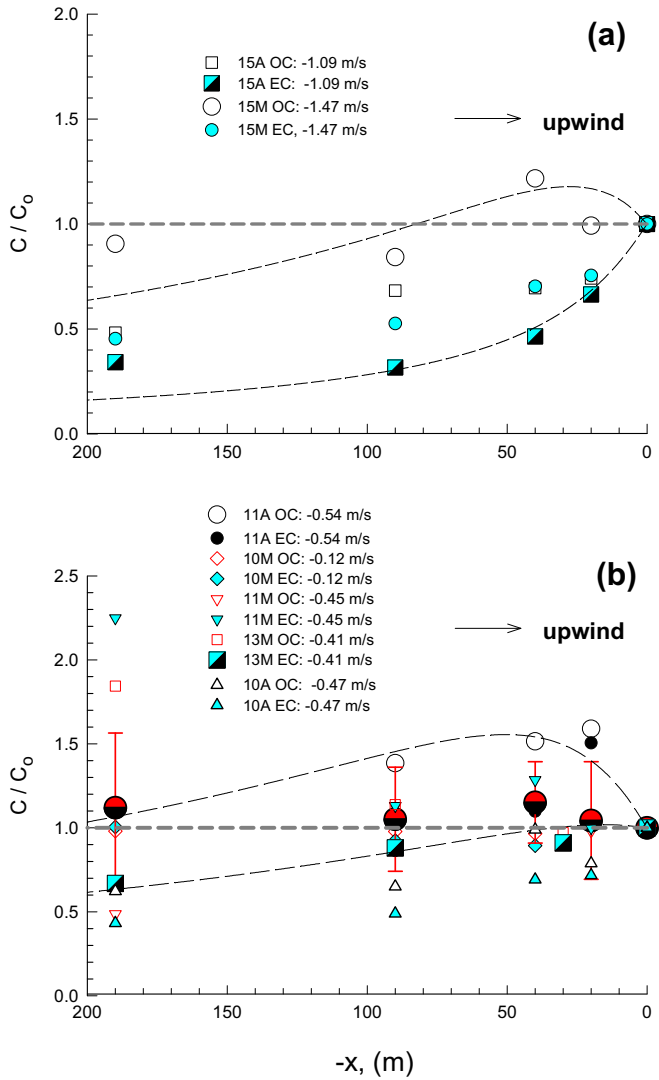 2.0
(a)
15A OC: -1.09 m/s
15A EC: -1.09 m/s
15M OC: -1.47 m/s
15M EC, -1.47 m/s
1.5
upwind
C / Co
1.0
0.5
0.0
200 150 100 50 0
11A OC: -0.54 m/s
11A EC: -0.54 m/s
10M OC: -0.12 m/s
10M EC: -0.12 m/s
11M OC: -0.45 m/s
11M EC: -0.45 m/s
13M OC: -0.41 m/s
13M EC: -0.41 m/s
10A OC: -0.47 m/s
10A EC: -0.47 m/s
(b)
2.5
upwind
2.0
1.5
C / Co
1.0
0.5
0.0
200 150 100 50 0
-x, (m)